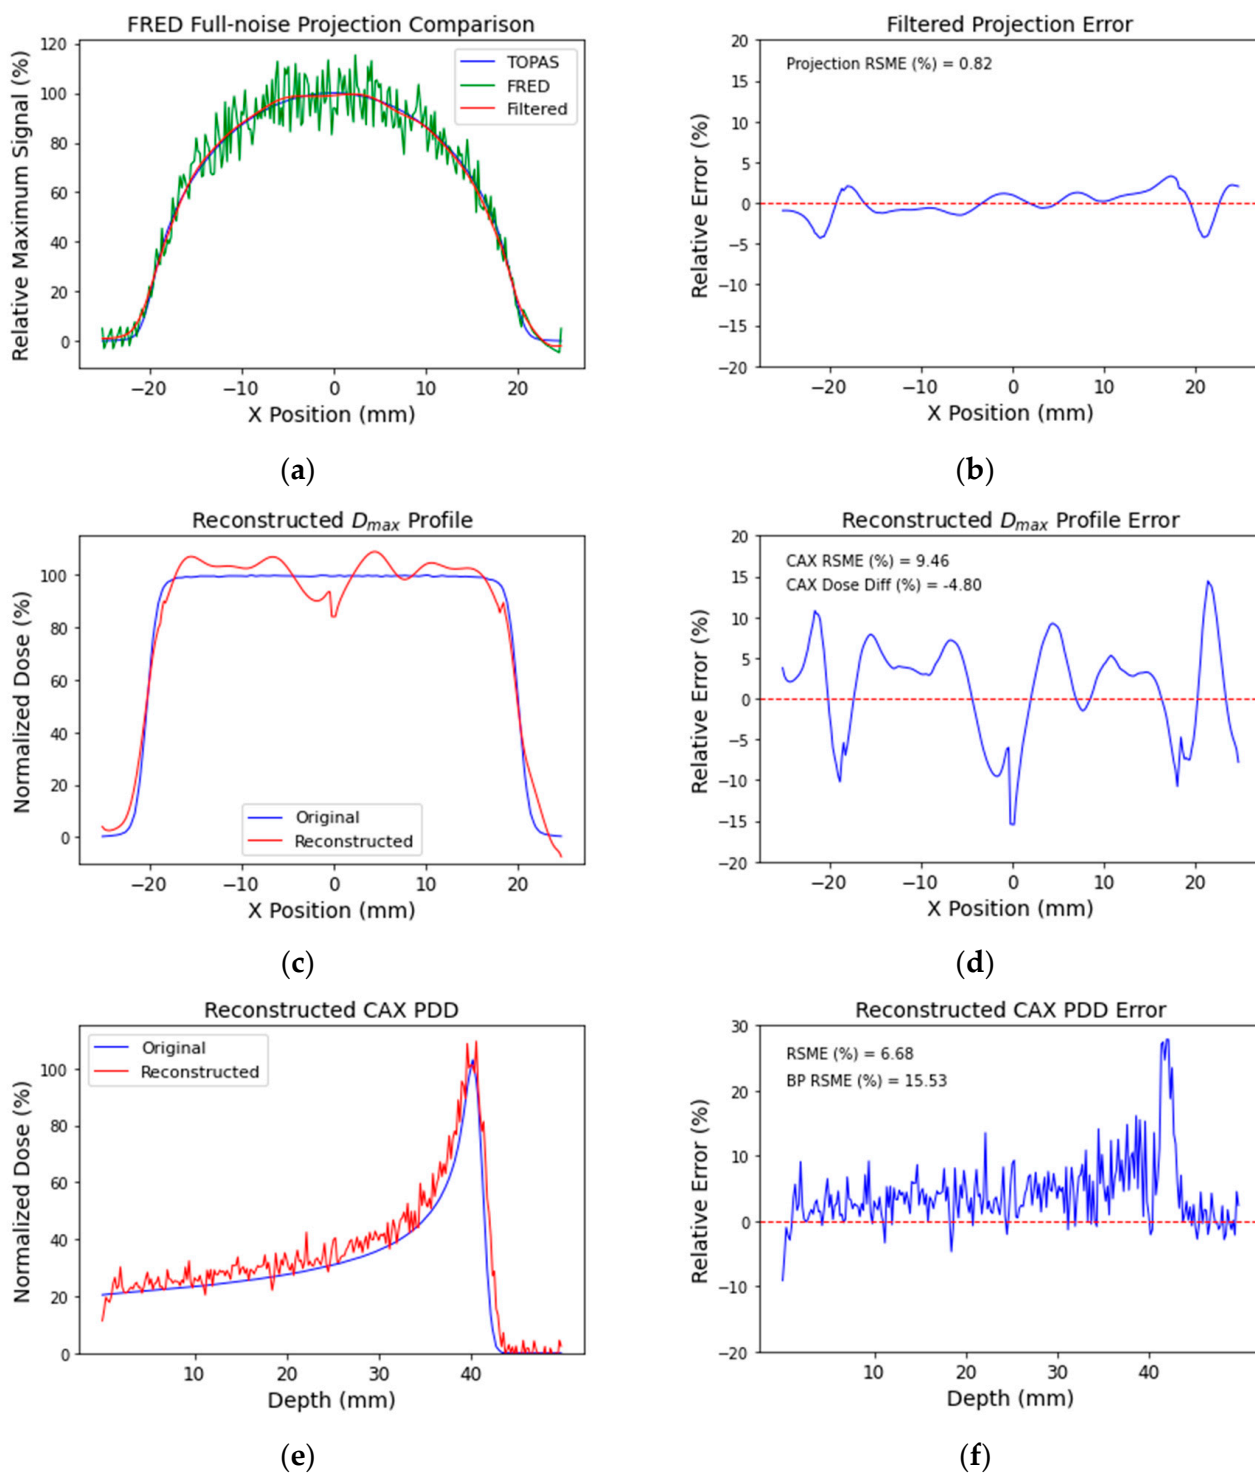 FRED Full-noise Projection Comparison
Relative Maximum Signal (%)
120
100
80
60
40
20
0
TOPAS
FRED
Filtered
−20 −10 0 10 20
X Position (mm)
(a)
Filtered Projection Error
Relative Error (%)
20
15
10
5
0
−5
−10
−15
−20
Projection RSME (%) = 0.82
−20 −10 0 10 20
X Position (mm)
(b)
Reconstructed Dmax Profile
Normalized Dose (%)
100
80
60
40
20
0
Original
Reconstructed
−20 −10 0 10 20
X Position (mm)
(c)
Reconstructed Dmax Profile Error
Relative Error (%)
20
15
10
5
0
−5
−10
−15
−20
CAX RSME (%) = 9.46
CAX Dose Diff (%) = -4.80
−20 −10 0 10 20
X Position (mm)
(d)
Reconstructed CAX PDD
Normalized Dose (%)
100
80
60
40
20
0
Original
Reconstructed
10 20 30 40
Depth (mm)
(e)
Reconstructed CAX PDD Error
Relative Error (%)
30
20
10
0
−10
−20
RSME (%) = 6.68
BP RSME (%) = 15.53
10 20 30 40
Depth (mm)
(f)